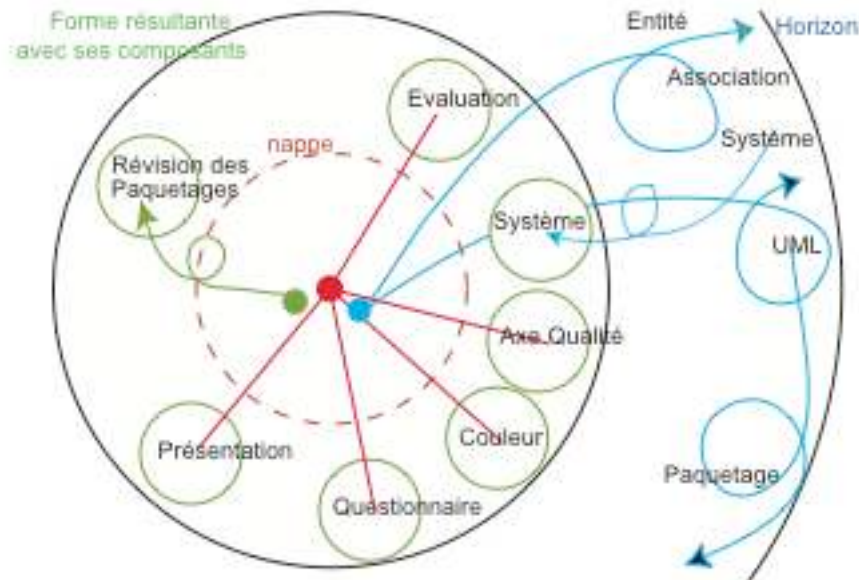 Forme résultante
avec ses composants
Entité
Horizon
Association
Evaluation
Système
nappe
Révision des
Paquetages
Système
UML
Axe Qualité
Couleur
Présentation
Paquetage
Questionnaire